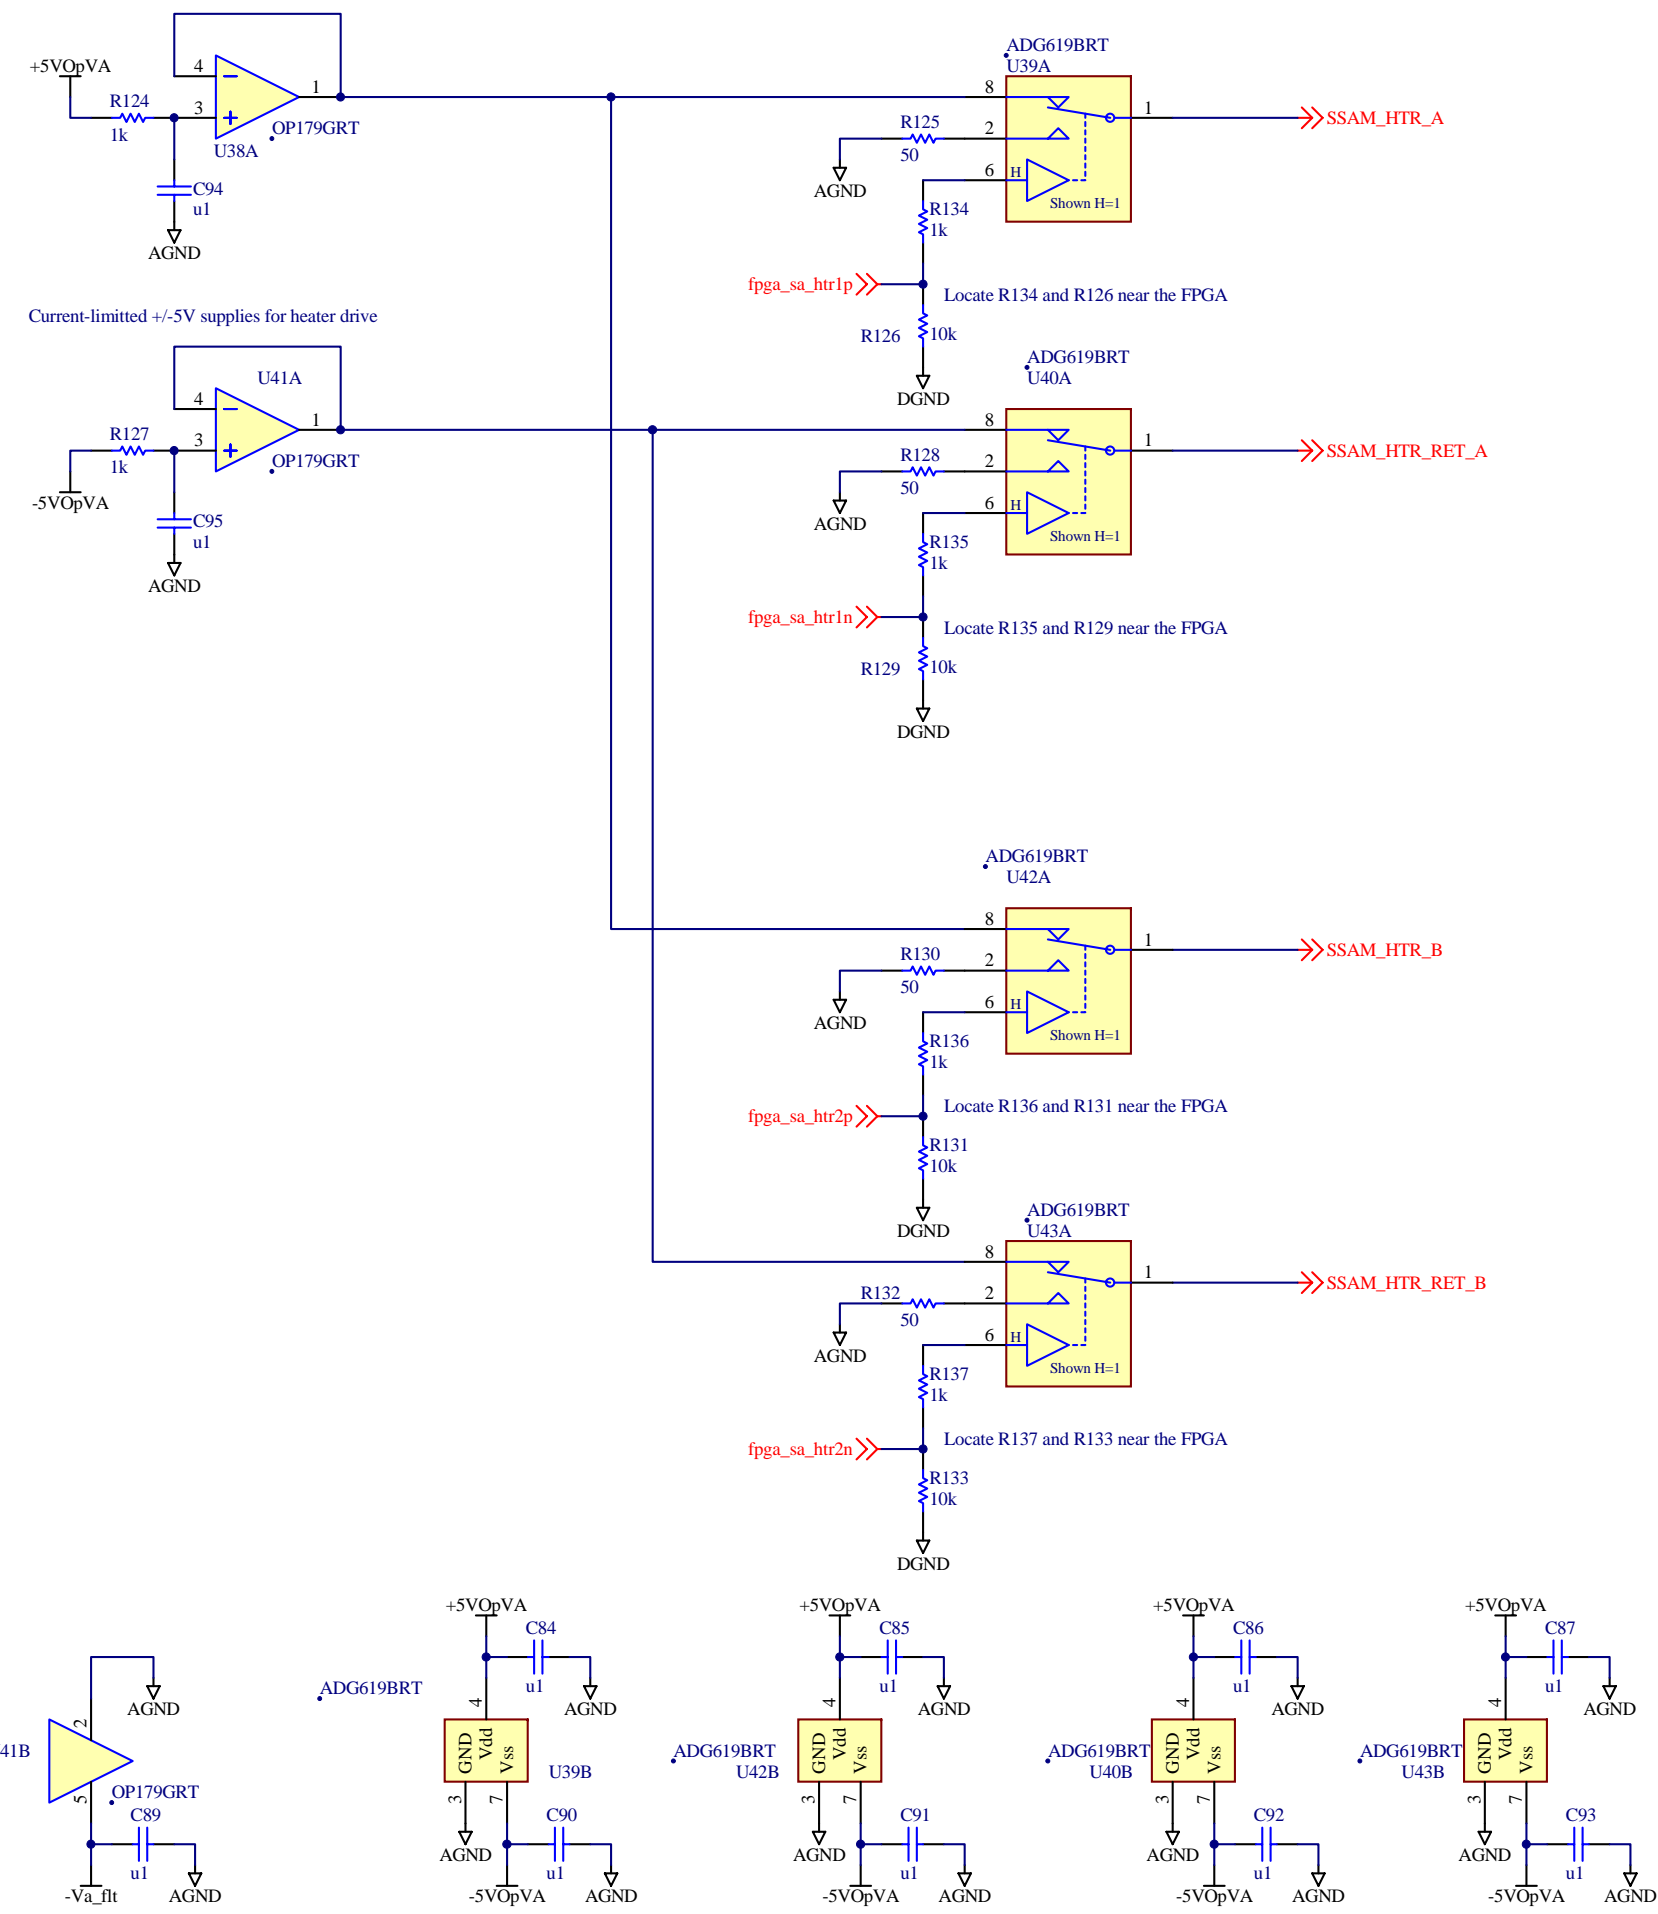 +5VOpVA
R124
1k
4
3
1
U38A
OP179GRT
C94
u1
AGND
ADG619BRT
U39A
8
2
6
1
R125
50
AGND
H
Shown H=1
SSAM_HTR_A
R134
1k
fpga_sa_htr1p
Locate R134 and R126 near the FPGA
R126
10k
DGND
Current-limitted +/-5V supplies for heater drive
U41A
4
3
1
R127
1k
-5VOpVA
OP179GRT
C95
u1
AGND
ADG619BRT
U40A
8
2
6
1
R128
50
AGND
H
Shown H=1
SSAM_HTR_RET_A
R135
1k
fpga_sa_htr1n
Locate R135 and R129 near the FPGA
R129
10k
DGND
ADG619BRT
U42A
8
2
6
1
R130
50
AGND
H
Shown H=1
SSAM_HTR_B
R136
1k
fpga_sa_htr2p
Locate R136 and R131 near the FPGA
R131
10k
DGND
ADG619BRT
U43A
8
2
6
1
R132
50
AGND
H
Shown H=1
SSAM_HTR_RET_B
R137
1k
fpga_sa_htr2n
Locate R137 and R133 near the FPGA
R133
10k
DGND
AGND
2
41B
5
OP179GRT
C89
u1
-Va_flt
AGND
+5VOpVA
C84
u1
AGND
ADG619BRT
4
GND
Vdd
Vss
U39B
3
7
AGND
C90
u1
-5VOpVA
AGND
+5VOpVA
C85
u1
AGND
ADG619BRT
U42B
4
GND
Vdd
Vss
3
7
AGND
C91
u1
-5VOpVA
AGND
+5VOpVA
C86
u1
AGND
ADG619BRT
U40B
4
GND
Vdd
Vss
3
7
AGND
C92
u1
-5VOpVA
AGND
+5VOpVA
C87
u1
AGND
ADG619BRT
U43B
4
GND
Vdd
Vss
3
7
AGND
C93
u1
-5VOpVA
AGND